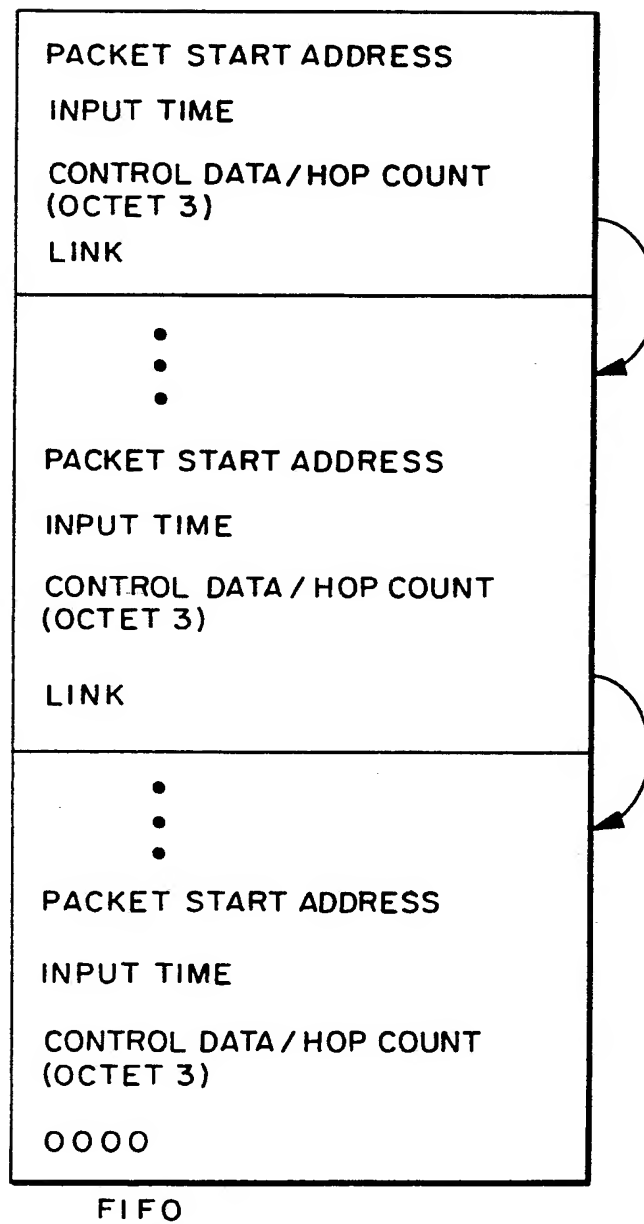 PACKET START ADDRESS
INPUT TIME
CONTROL DATA/HOP COUNT
(OCTET 3)
LINK
PACKET START ADDRESS
INPUT TIME
CONTROL DATA/HOP COUNT
(OCTET 3)
LINK
PACKET START ADDRESS
INPUT TIME
CONTROL DATA/HOP COUNT
(OCTET 3)
0000
FIFO